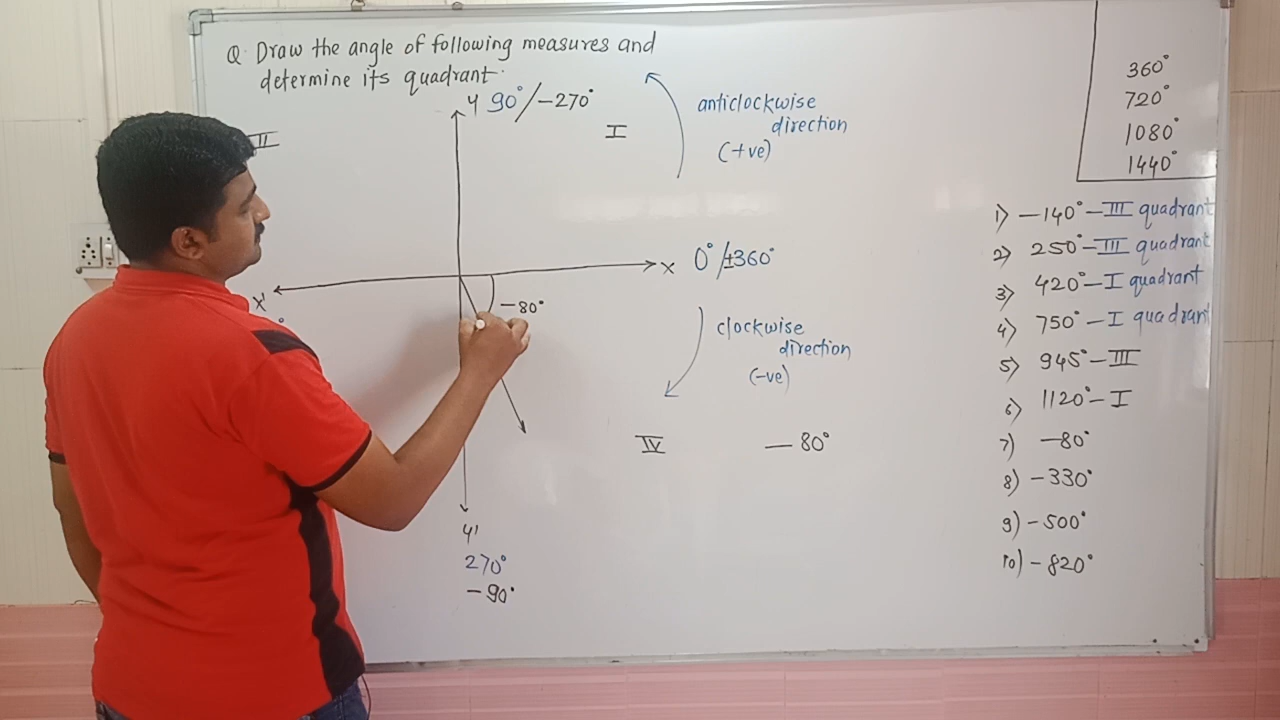 Q. Draw the angle of following measures and
determine its quadrant.
Y 90°/-270°
I
II
anticlockwise
direction
(+ve)
360°
720°
1080°
1440°
X 0°/±360°
X'
-80°
clockwise
direction
(-ve)
IV
-80°
Y'
270°
-90°
1) -140°-III quadrant
2) 250°-III quadrant
3) 420°-I quadrant
4) 750°-I quadrant
5) 945°-III
6) 1120°-I
7) -80°
8) -330°
9) -500°
10) -820°